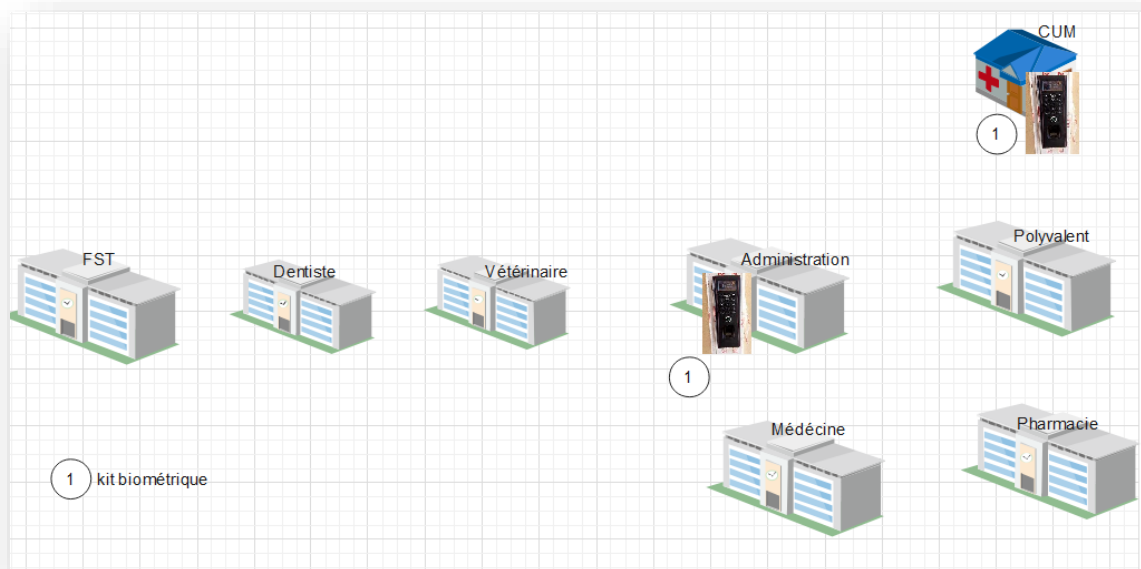 CUM
1
FST
Dentiste
Vétérinaire
Administration
Polyvalent
1
Médécine
Pharmacie
1 kit biométrique